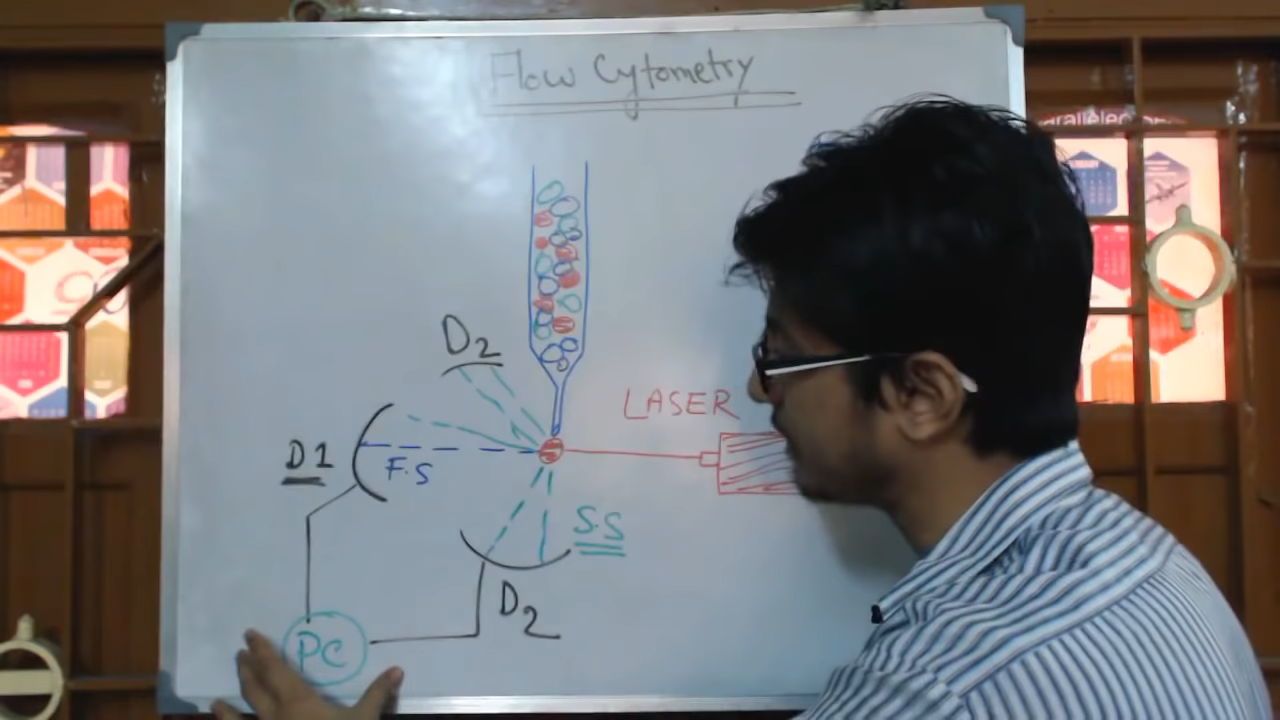 Flow Cytometry
D2
LASER
D1
F.S
S.S
D2
PC